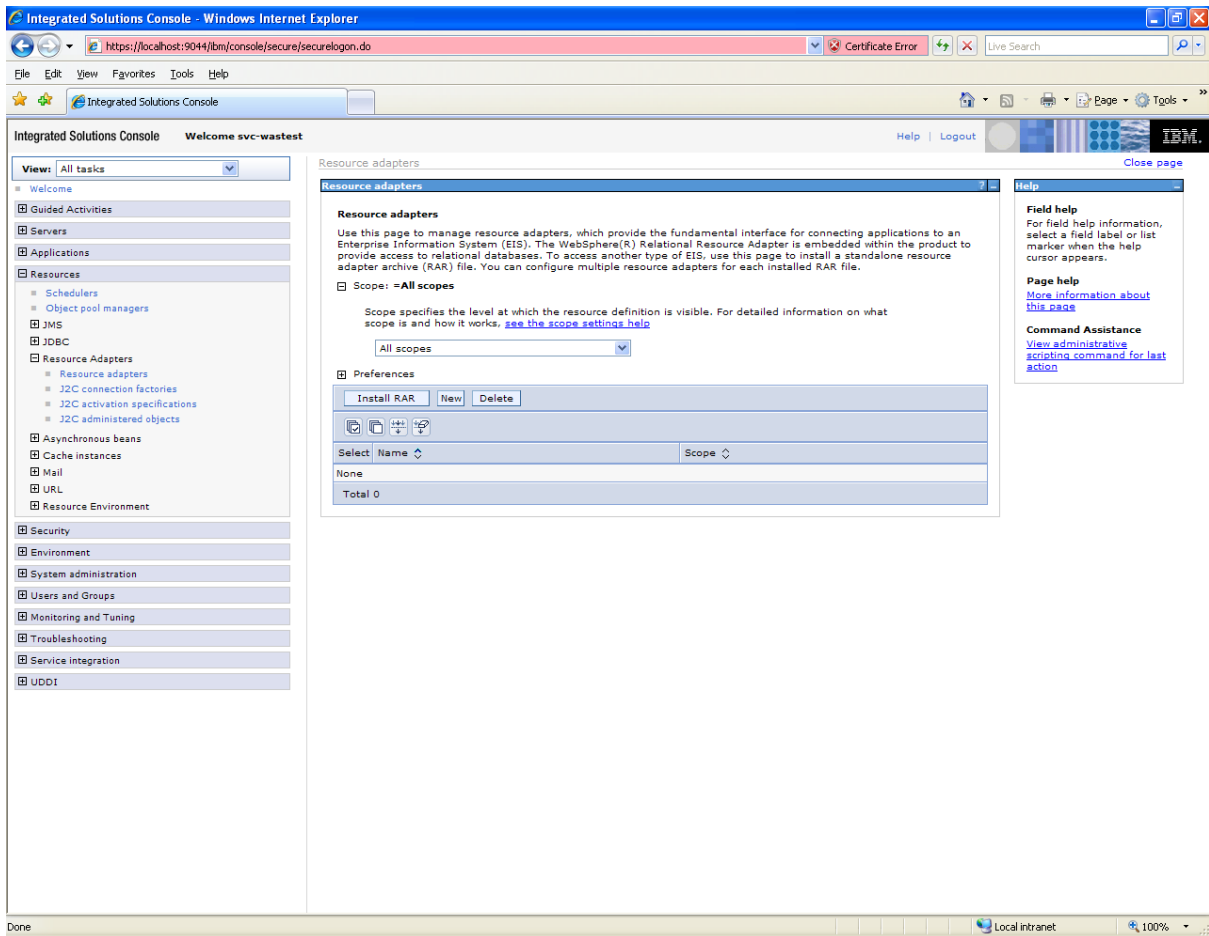 Integrated Solutions Console - Windows Internet Explorer
https://localhost:9044/ibm/console/secure/securelogon.do
Certificate Error
Live Search
File Edit View Favorites Tools Help
Integrated Solutions Console
Page Tools
Integrated Solutions Console Welcome svc-wastest
Help | Logout
IBM.
View: All tasks
Welcome
Guided Activities
Servers
Applications
Resources
Schedulers
Object pool managers
JMS
JDBC
Resource Adapters
Resource adapters
J2C connection factories
J2C activation specifications
J2C administered objects
Asynchronous beans
Cache instances
Mail
URL
Resource Environment
Security
Environment
System administration
Users and Groups
Monitoring and Tuning
Troubleshooting
Service integration
UDDI
Resource adapters
Close page
Resource adapters ? -
Resource adapters
Use this page to manage resource adapters, which provide the fundamental interface for connecting applications to an
Enterprise Information System (EIS). The WebSphere(R) Relational Resource Adapter is embedded within the product to
provide access to relational databases. To access another type of EIS, use this page to install a standalone resource
adapter archive (RAR) file. You can configure multiple resource adapters for each installed RAR file.
Scope: =All scopes
Scope specifies the level at which the resource definition is visible. For detailed information on what
scope is and how it works, see the scope settings help
All scopes
Preferences
Install RAR New Delete
Select Name Scope
None
Total 0
Help -
Field help
For field help information,
select a field label or list
marker when the help
cursor appears.
Page help
More information about
this page
Command Assistance
View administrative
scripting command for last
action
Done
Local intranet
100%